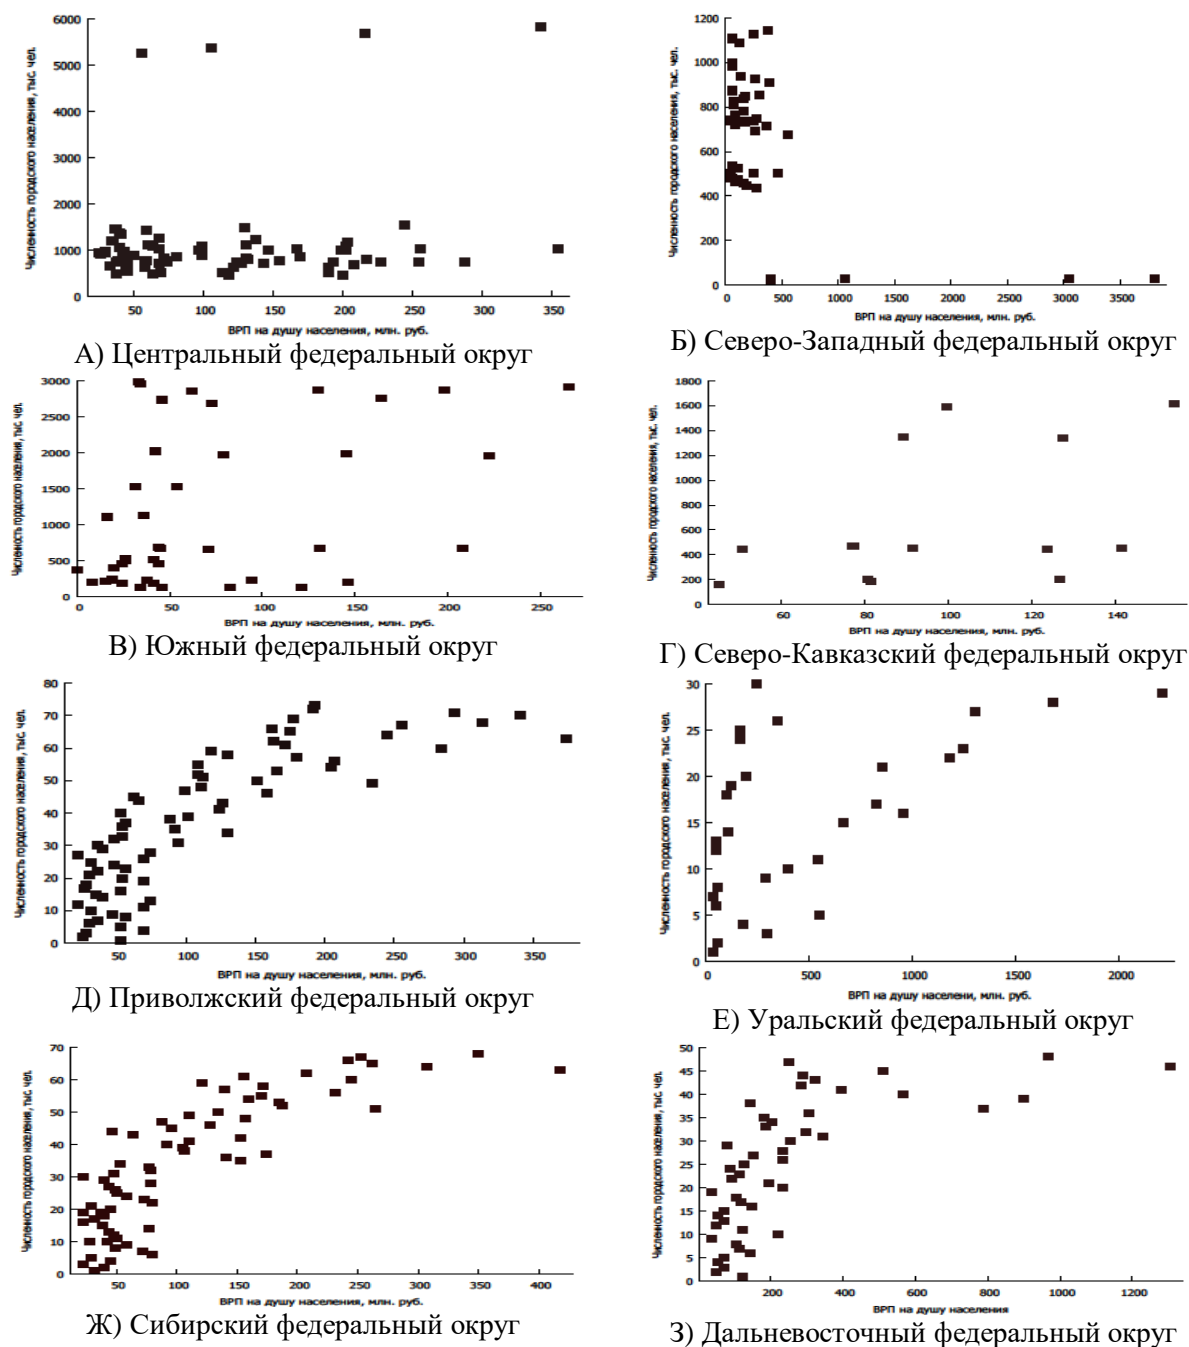 6000
5000
4000
3000
2000
1000
0
Численность городского населения, тыс. чел.
50 100 150 200 250 300 350
ВРП на душу населения, млн. руб.
А) Центральный федеральный округ
1200
1000
800
600
400
200
0
Численность городского населения, тыс. чел.
0 500 1000 1500 2000 2500 3000 3500
ВРП на душу населения, млн. руб.
Б) Северо-Западный федеральный округ
3000
2500
2000
1500
1000
500
0
Численность городского населения, тыс. чел.
0 50 100 150 200 250
ВРП на душу населения, млн. руб.
В) Южный федеральный округ
1800
1600
1400
1200
1000
800
600
400
200
0
Численность городского населения, тыс. чел.
60 80 100 120 140
ВРП на душу населения, млн. руб.
Г) Северо-Кавказский федеральный округ
80
70
60
50
40
30
20
10
0
Численность городского населения, тыс. чел.
50 100 150 200 250 300 350
ВРП на душу населения, млн. руб.
Д) Приволжский федеральный округ
30
25
20
15
10
5
0
Численность городского населения, тыс. чел.
0 500 1000 1500 2000
ВРП на душу населени, млн. руб.
Е) Уральский федеральный округ
70
60
50
40
30
20
10
0
Численность городского населения, тыс. чел.
50 100 150 200 250 300 350 400
ВРП на душу населения, млн. руб.
Ж) Сибирский федеральный округ
50
45
40
35
30
25
20
15
10
5
0
Численность городского населения, тыс. чел.
200 400 600 800 1000 1200
ВРП на душу населения
З) Дальневосточный федеральный округ